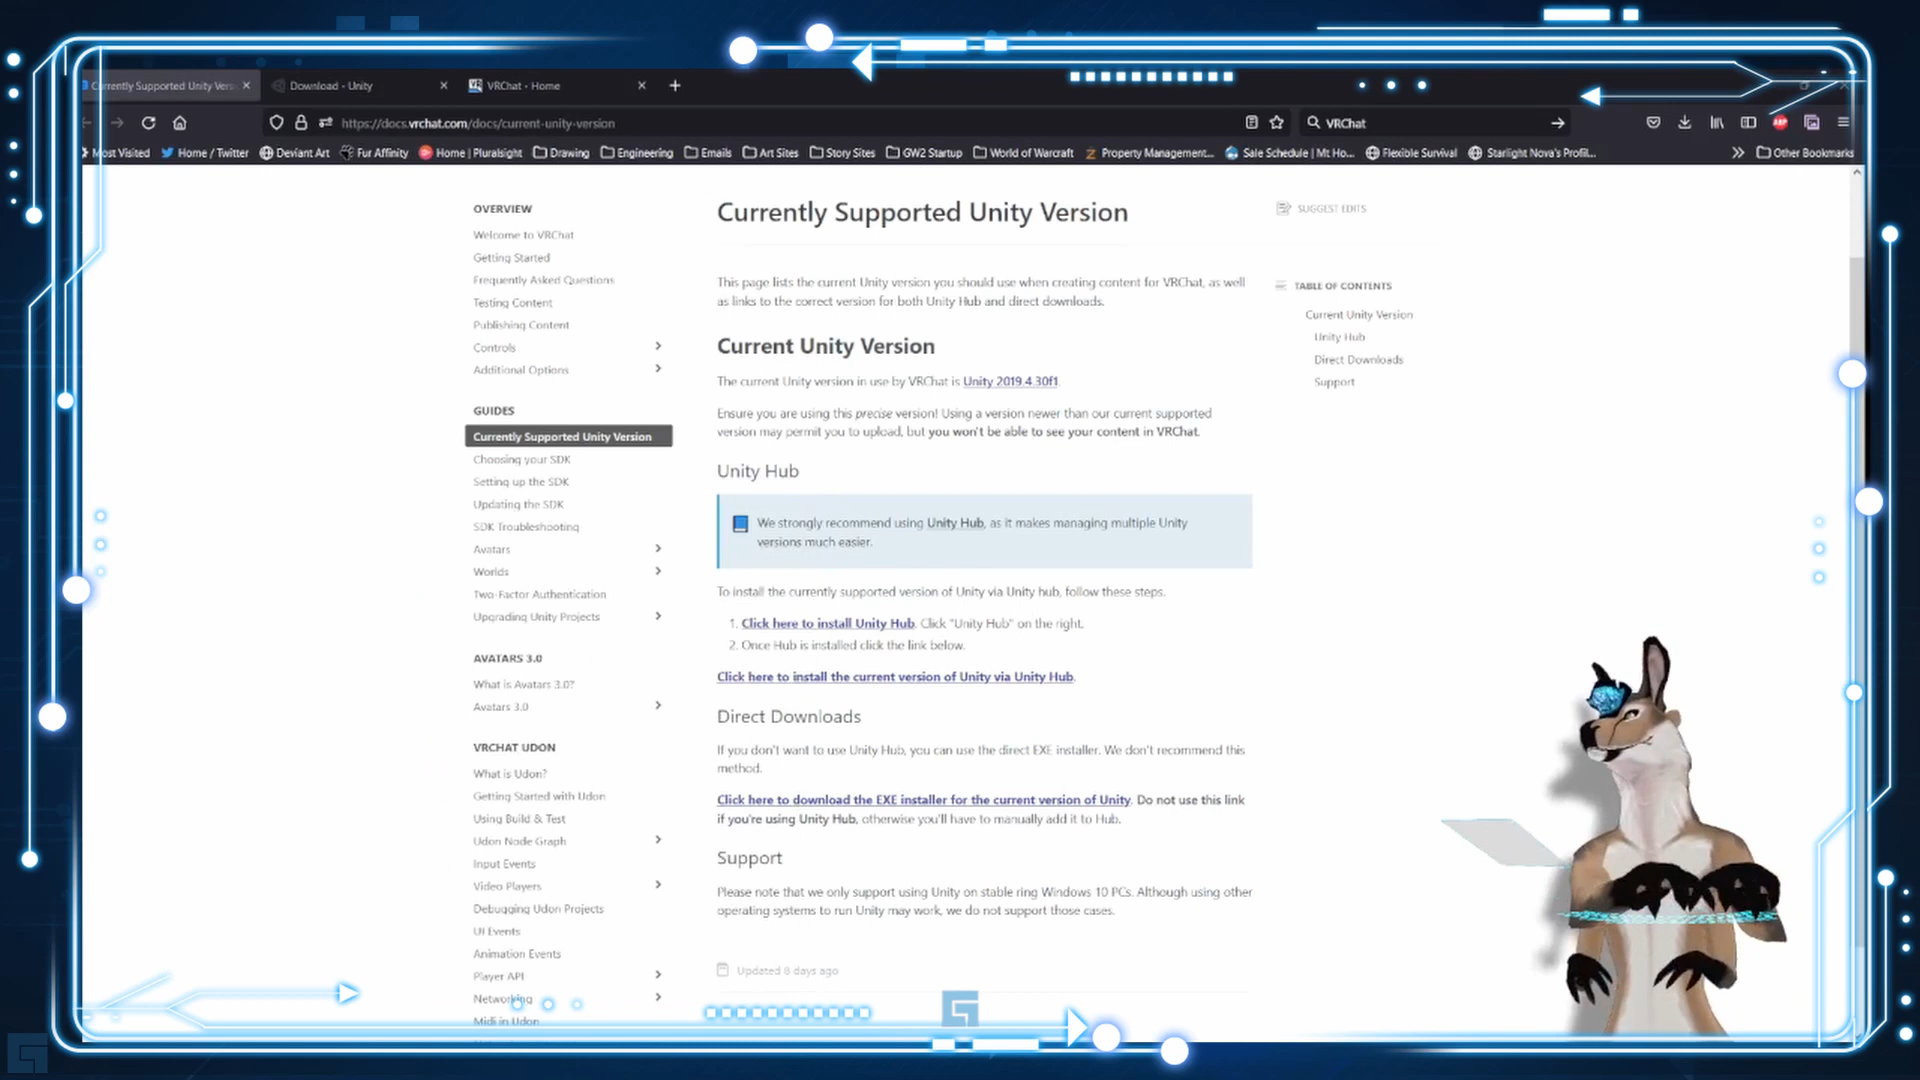 Currently Supported Unity Vers
Download - Unity
VRChat - Home
https://docs.vrchat.com/docs/current-unity-version
VRChat
Most Visited
Home / Twitter
Deviant Art
Fur Affinity
Home | Pluralsight
Drawing
Engineering
Emails
Art Sites
Story Sites
GW2 Startup
World of Warcraft
Property Management...
Sale Schedule | Mt Ho...
Flexible Survival
Starlight Nova's Profil...
Other Bookmarks
OVERVIEW
Welcome to VRChat
Getting Started
Frequently Asked Questions
Testing Content
Publishing Content
Controls
Additional Options
GUIDES
Currently Supported Unity Version
Choosing your SDK
Setting up the SDK
Updating the SDK
SDK Troubleshooting
Avatars
Worlds
Two-Factor Authentication
Upgrading Unity Projects
AVATARS 3.0
What is Avatars 3.0?
Avatars 3.0
VRCHAT UDON
What is Udon?
Getting Started with Udon
Using Build & Test
Udon Node Graph
Input Events
Video Players
Debugging Udon Projects
UI Events
Animation Events
Player API
Networking
Midi in Udon
Currently Supported Unity Version
This page lists the current Unity version you should use when creating content for VRChat, as well
as links to the correct version for both Unity Hub and direct downloads.
Current Unity Version
The current Unity version in use by VRChat is Unity 2019.4.30f1.
Ensure you are using this precise version! Using a version newer than our current supported
version may permit you to upload, but you won't be able to see your content in VRChat.
Unity Hub
We strongly recommend using Unity Hub, as it makes managing multiple Unity
versions much easier.
To install the currently supported version of Unity via Unity hub, follow these steps.
1. Click here to install Unity Hub. Click "Unity Hub" on the right.
2. Once Hub is installed click the link below.
Click here to install the current version of Unity via Unity Hub.
Direct Downloads
If you don't want to use Unity Hub, you can use the direct EXE installer. We don't recommend this
method.
Click here to download the EXE installer for the current version of Unity. Do not use this link
if you're using Unity Hub, otherwise you'll have to manually add it to Hub.
Support
Please note that we only support using Unity on stable ring Windows 10 PCs. Although using other
operating systems to run Unity may work, we do not support those cases.
Updated 8 days ago
SUGGEST EDITS
TABLE OF CONTENTS
Current Unity Version
Unity Hub
Direct Downloads
Support